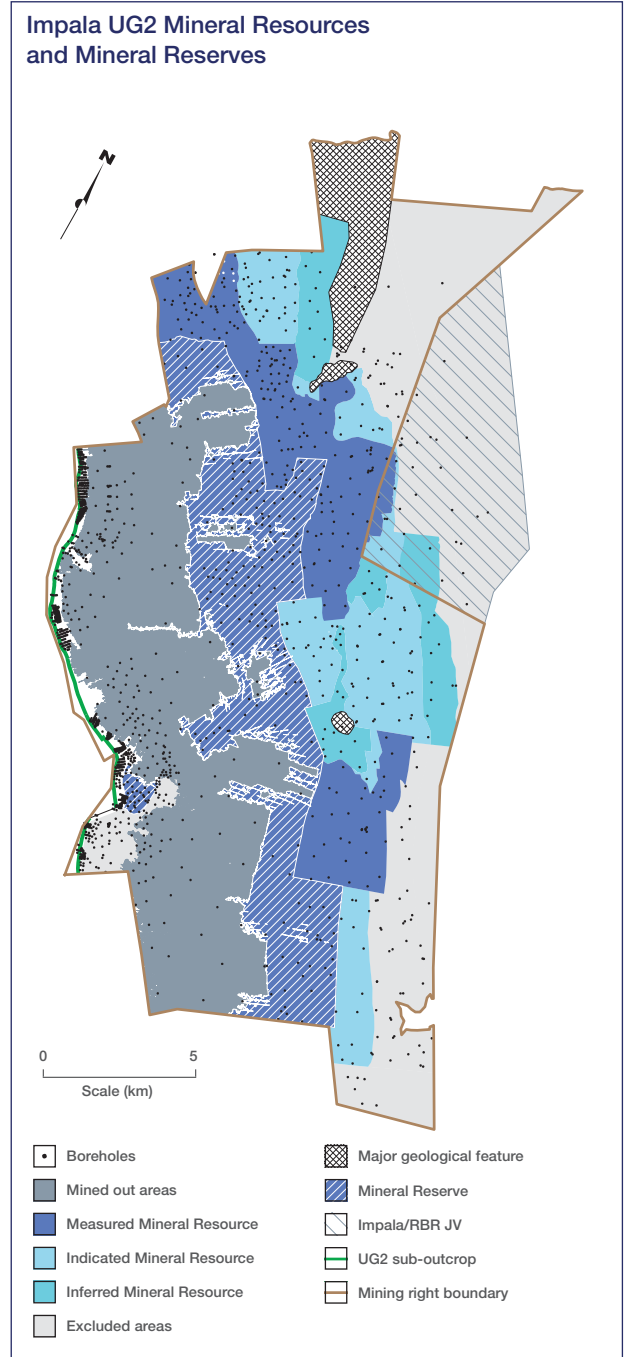 Impala UG2 Mineral Resources
and Mineral Reserves
N
0 5
Scale (km)
Boreholes
Mined out areas
Measured Mineral Resource
Indicated Mineral Resource
Inferred Mineral Resource
Excluded areas
Major geological feature
Mineral Reserve
Impala/RBR JV
UG2 sub-outcrop
Mining right boundary